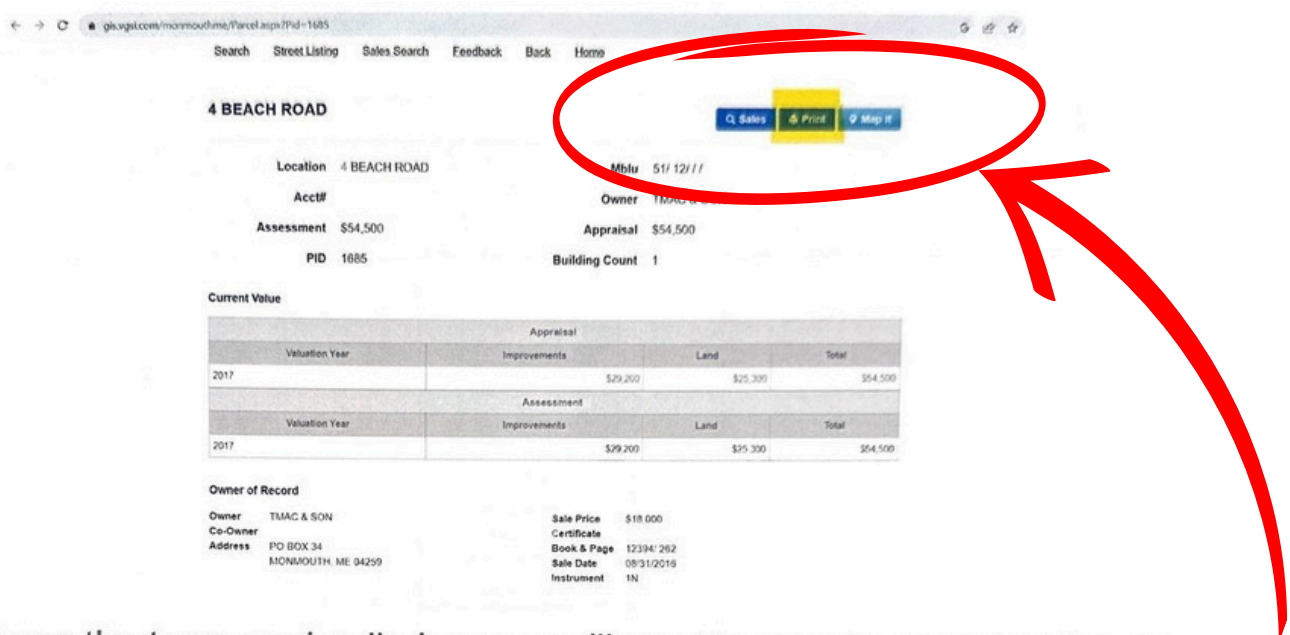 gis.vgsi.com/monmouthme/Parcel.aspx?Pid=1685
Search Street Listing Sales Search Feedback Back Home
4 BEACH ROAD
Sales Print Map It
Location 4 BEACH ROAD Mblu 51/ 12/ / /
Acct# Owner TMAC &
Assessment $54,500 Appraisal $54,500
PID 1685 Building Count 1
Current Value
Appraisal
Valuation Year Improvements Land Total
2017 $29,200 $25,300 $54,500
Assessment
Valuation Year Improvements Land Total
2017 $29,200 $25,300 $54,500
Owner of Record
Owner TMAC & SON Sale Price $18,000
Co-Owner Certificate
Address PO BOX 34 Book & Page 12394/ 262
MONMOUTH, ME 04259 Sale Date 08/31/2016
Instrument 1N